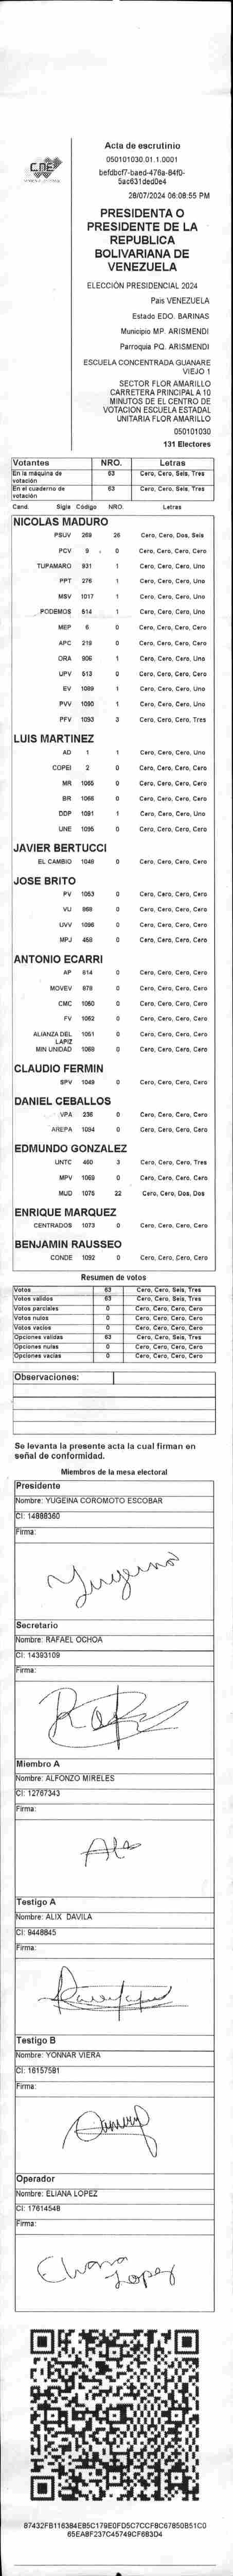 CNE
Acta de escrutinio
050101030.01.1.0001
befdbcf7-baed-476a-84f0-
5ac631ded0e4
28/07/2024 06:08:55 PM
PRESIDENTA O
PRESIDENTE DE LA
REPUBLICA
BOLIVARIANA DE
VENEZUELA
ELECCIÓN PRESIDENCIAL 2024
Pais VENEZUELA
Estado EDO. BARINAS
Municipio MP. ARISMENDI
Parroquia PQ. ARISMENDI
ESCUELA CONCENTRADA GUANARE
VIEJO 1
SECTOR FLOR AMARILLO
CARRETERA PRINCIPAL A 10
MINUTOS DE EL CENTRO DE
VOTACION ESCUELA ESTADAL
UNITARIA FLOR AMARILLO
050101030
131 Electores
Votantes NRO. Letras
En la máquina de votación 63 Cero, Cero, Seis, Tres
En el cuaderno de votación 63 Cero, Cero, Seis, Tres
Cand. Sigla Código NRO. Letras
NICOLAS MADURO
PSUV 269 26 Cero, Cero, Dos, Seis
PCV 9 0 Cero, Cero, Cero, Cero
TUPAMARO 931 1 Cero, Cero, Cero, Uno
PPT 276 1 Cero, Cero, Cero, Uno
MSV 1017 1 Cero, Cero, Cero, Uno
PODEMOS 814 1 Cero, Cero, Cero, Uno
MEP 6 0 Cero, Cero, Cero, Cero
APC 219 0 Cero, Cero, Cero, Cero
ORA 906 1 Cero, Cero, Cero, Uno
UPV 513 0 Cero, Cero, Cero, Cero
EV 1089 1 Cero, Cero, Cero, Uno
PVV 1090 1 Cero, Cero, Cero, Uno
PFV 1093 3 Cero, Cero, Cero, Tres
LUIS MARTINEZ
AD 1 1 Cero, Cero, Cero, Uno
COPEI 2 0 Cero, Cero, Cero, Cero
MR 1065 0 Cero, Cero, Cero, Cero
BR 1066 0 Cero, Cero, Cero, Cero
DDP 1091 1 Cero, Cero, Cero, Uno
UNE 1095 0 Cero, Cero, Cero, Cero
JAVIER BERTUCCI
EL CAMBIO 1048 0 Cero, Cero, Cero, Cero
JOSE BRITO
PV 1053 0 Cero, Cero, Cero, Cero
VU 868 0 Cero, Cero, Cero, Cero
UVV 1096 0 Cero, Cero, Cero, Cero
MPJ 458 0 Cero, Cero, Cero, Cero
ANTONIO ECARRI
AP 614 0 Cero, Cero, Cero, Cero
MOVEV 878 0 Cero, Cero, Cero, Cero
CMC 1050 0 Cero, Cero, Cero, Cero
FV 1062 0 Cero, Cero, Cero, Cero
ALIANZA DEL LAPIZ 1051 0 Cero, Cero, Cero, Cero
MIN UNIDAD 1068 0 Cero, Cero, Cero, Cero
CLAUDIO FERMIN
SPV 1049 0 Cero, Cero, Cero, Cero
DANIEL CEBALLOS
VPA 236 0 Cero, Cero, Cero, Cero
AREPA 1094 0 Cero, Cero, Cero, Cero
EDMUNDO GONZALEZ
UNTC 460 3 Cero, Cero, Cero, Tres
MPV 1069 0 Cero, Cero, Cero, Cero
MUD 1075 22 Cero, Cero, Dos, Dos
ENRIQUE MARQUEZ
CENTRADOS 1073 0 Cero, Cero, Cero, Cero
BENJAMIN RAUSSEO
CONDE 1092 0 Cero, Cero, Cero, Cero
Resumen de votos
Votos 63 Cero, Cero, Seis, Tres
Votos validos 63 Cero, Cero, Seis, Tres
Votos parciales 0 Cero, Cero, Cero, Cero
Votos nulos 0 Cero, Cero, Cero, Cero
Votos vacios 0 Cero, Cero, Cero, Cero
Opciones validas 63 Cero, Cero, Seis, Tres
Opciones nulas 0 Cero, Cero, Cero, Cero
Opciones vacias 0 Cero, Cero, Cero, Cero
Observaciones:
Se levanta la presente acta la cual firman en
señal de conformidad.
Miembros de la mesa electoral
Presidente
Nombre: YUGEINA COROMOTO ESCOBAR
CI: 14888360
Firma:
Yugeina
Secretario
Nombre: RAFAEL OCHOA
CI: 14393109
Firma:
Miembro A
Nombre: ALFONZO MIRELES
CI: 12767343
Firma:
Testigo A
Nombre: ALIX DAVILA
CI: 9448845
Firma:
Testigo B
Nombre: YONNAR VIERA
CI: 16157581
Firma:
Operador
Nombre: ELIANA LOPEZ
CI: 17614548
Firma:
Eliana
Lopez
87432FB116384E85C179E0FD5C7CCF8C67850B51C0
65EA8F237C45749CF683D4